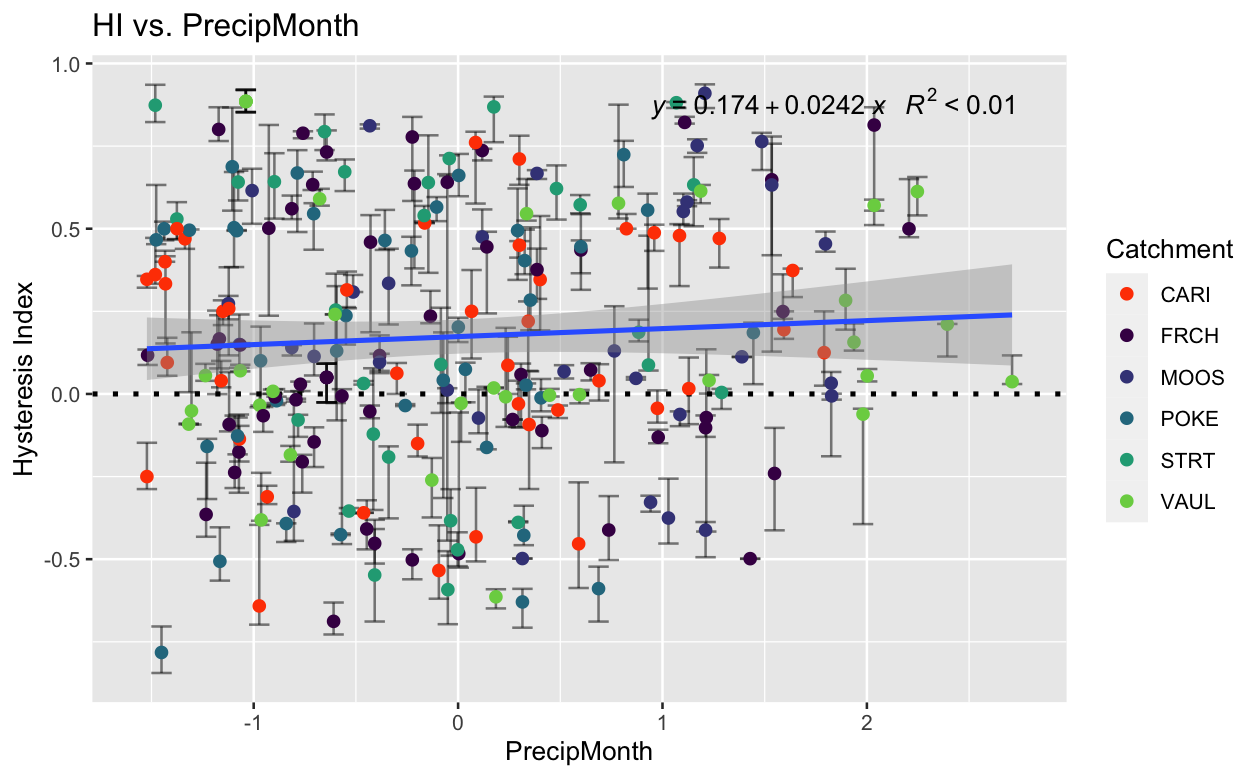 HI vs. PrecipMonth
y = 0.174 + 0.0242 x R² < 0.01
1.0
0.5
0.0
-0.5
Hysteresis Index
-1
0
1
2
PrecipMonth
Catchment
CARI
FRCH
MOOS
POKE
STRT
VAUL